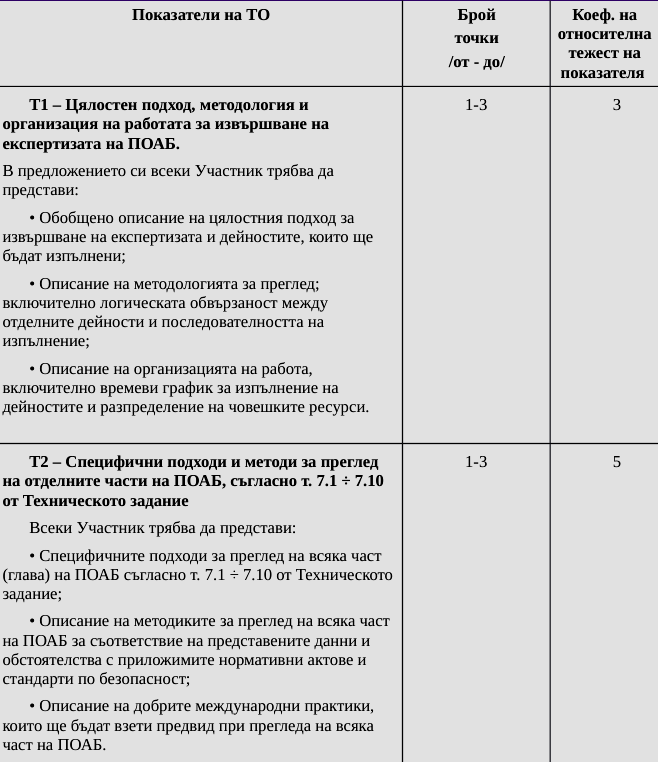 Показатели на ТО
Брой
точки
/от - до/
Коеф. на
относителна
тежест на
показателя
Т1 – Цялостен подход, методология и
организация на работата за извършване на
експертизата на ПОАБ.
1-3
3
В предложението си всеки Участник трябва да
представи:
• Обобщено описание на цялостния подход за
извършване на експертизата и дейностите, които ще
бъдат изпълнени;
• Описание на методологията за преглед;
включително логическата обвързаност между
отделните дейности и последователността на
изпълнение;
• Описание на организацията на работа,
включително времеви график за изпълнение на
дейностите и разпределение на човешките ресурси.
Т2 – Специфични подходи и методи за преглед
на отделните части на ПОАБ, съгласно т. 7.1 ÷ 7.10
от Техническото задание
1-3
5
Всеки Участник трябва да представи:
• Специфичните подходи за преглед на всяка част
(глава) на ПОАБ съгласно т. 7.1 ÷ 7.10 от Техническото
задание;
• Описание на методиките за преглед на всяка част
на ПОАБ за съответствие на представените данни и
обстоятелства с приложимите нормативни актове и
стандарти по безопасност;
• Описание на добрите международни практики,
които ще бъдат взети предвид при прегледа на всяка
част на ПОАБ.